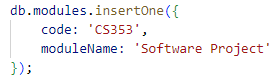 db.modules.insertOne({
    code: 'CS353',
    moduleName: 'Software Project'
});